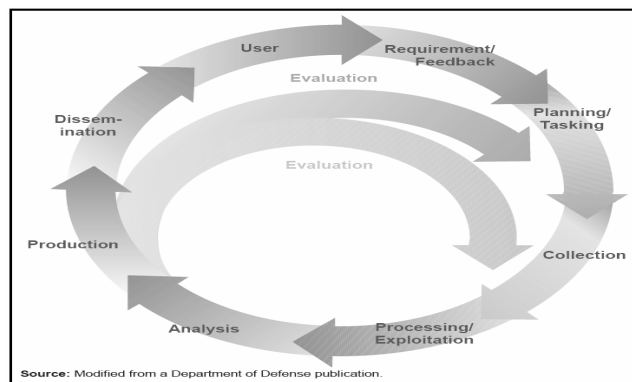 User
Requirement/
Feedback
Evaluation
Planning/
Tasking
Dissem-
ination
Evaluation
Production
Collection
Analysis
Processing/
Exploitation
Source: Modified from a Department of Defense publication.